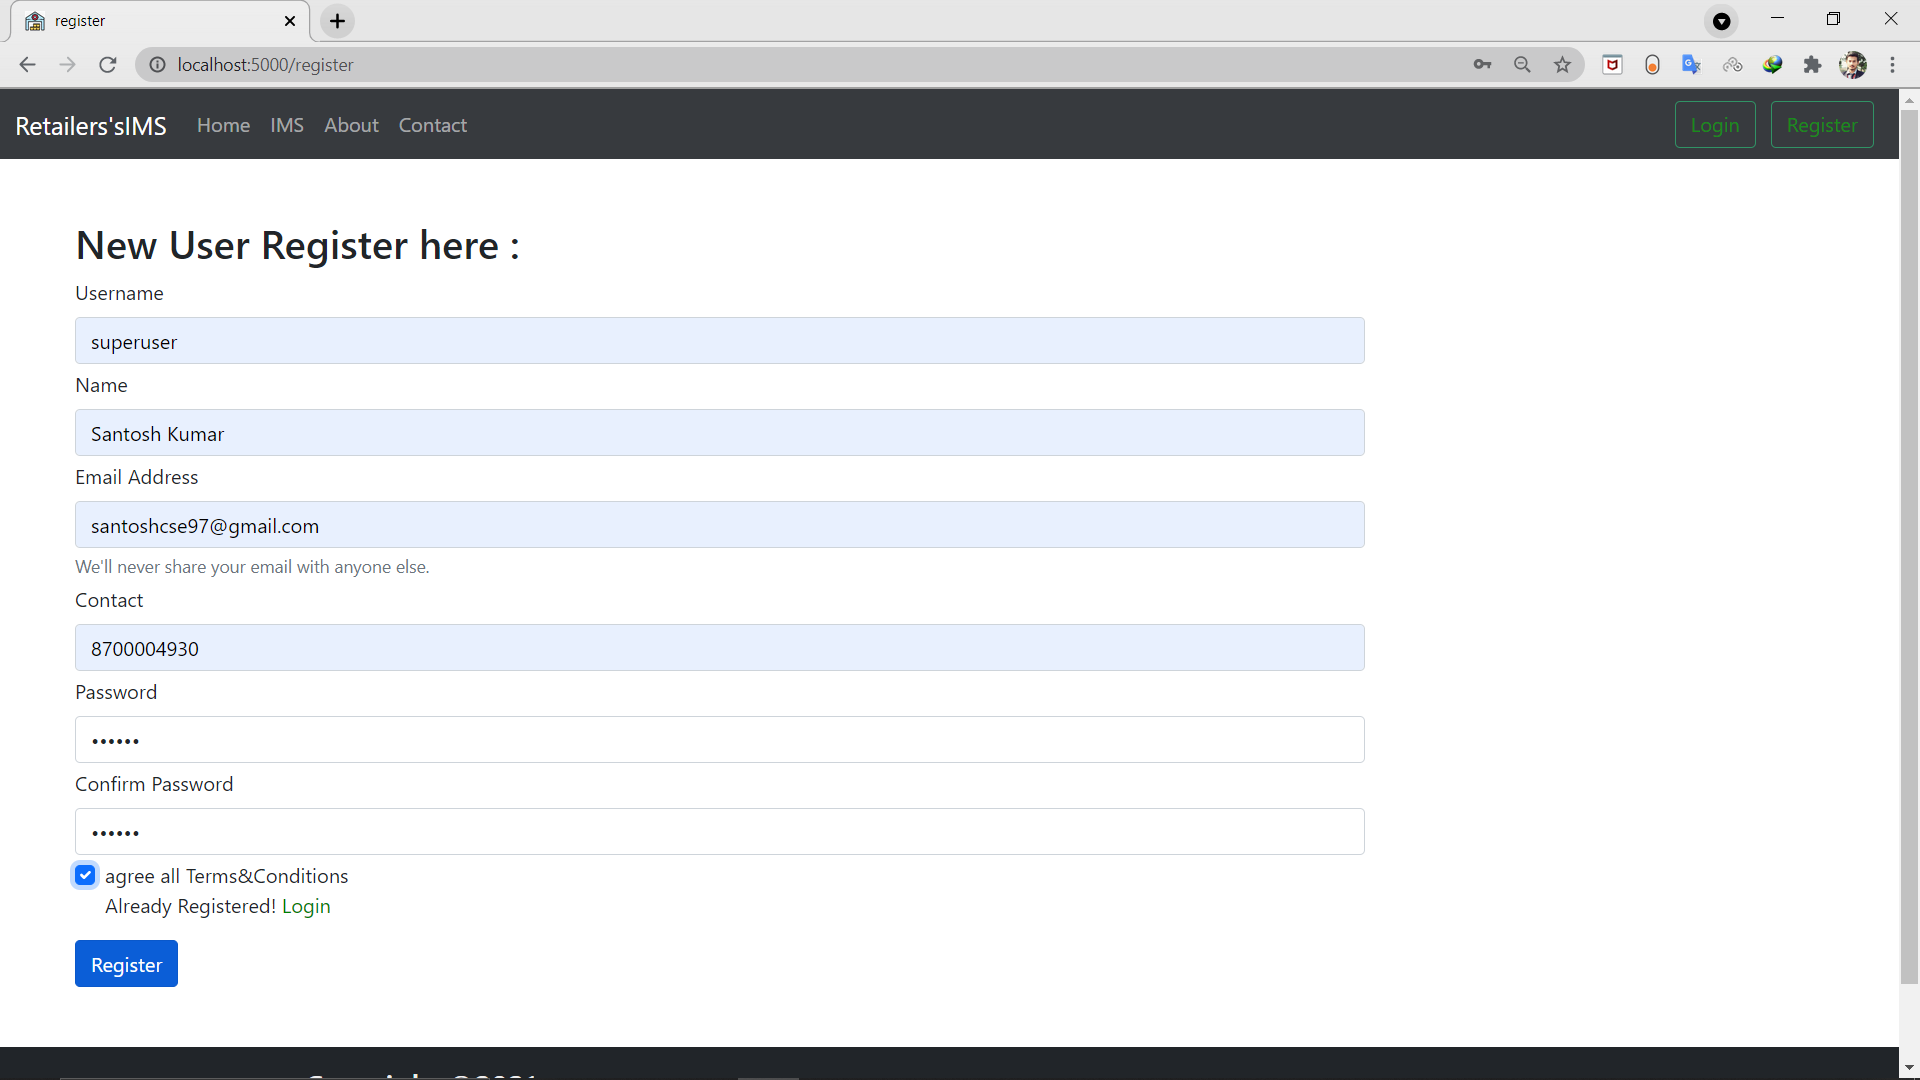 register
localhost:5000/register
Retailers'sIMS Home IMS About Contact Login Register
New User Register here :
Username
superuser
Name
Santosh Kumar
Email Address
santoshcse97@gmail.com
We'll never share your email with anyone else.
Contact
8700004930
Password
••••••
Confirm Password
••••••
agree all Terms&Conditions
Already Registered! Login
Register